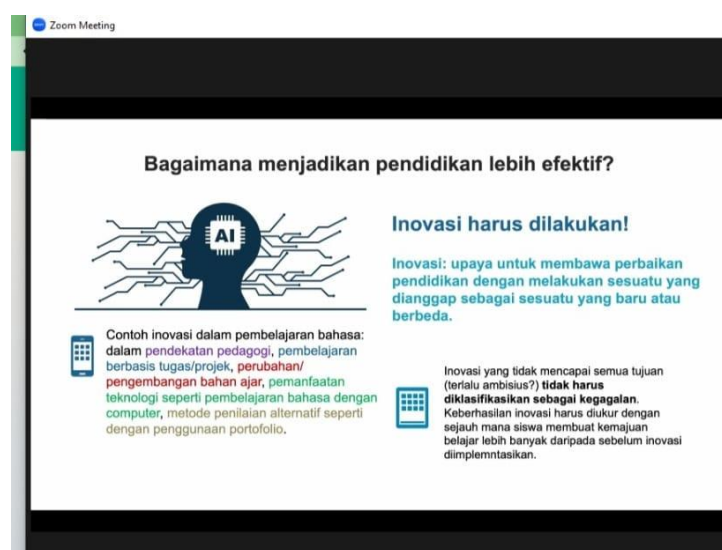 Zoom Meeting
Bagaimana menjadikan pendidikan lebih efektif?
AI
Inovasi harus dilakukan!
Inovasi: upaya untuk membawa perbaikan
pendidikan dengan melakukan sesuatu yang
dianggap sebagai sesuatu yang baru atau
berbeda.
Contoh inovasi dalam pembelajaran bahasa:
dalam pendekatan pedagogi, pembelajaran
berbasis tugas/projek, perubahan/
pengembangan bahan ajar, pemanfaatan
teknologi seperti pembelajaran bahasa dengan
computer, metode penilaian alternatif seperti
dengan penggunaan portofolio.
Inovasi yang tidak mencapai semua tujuan
(terlalu ambisius?) tidak harus
diklasifikasikan sebagai kegagalan.
Keberhasilan inovasi harus diukur dengan
sejauh mana siswa membuat kemajuan
belajar lebih banyak daripada sebelum inovasi
diimplemntasikan.